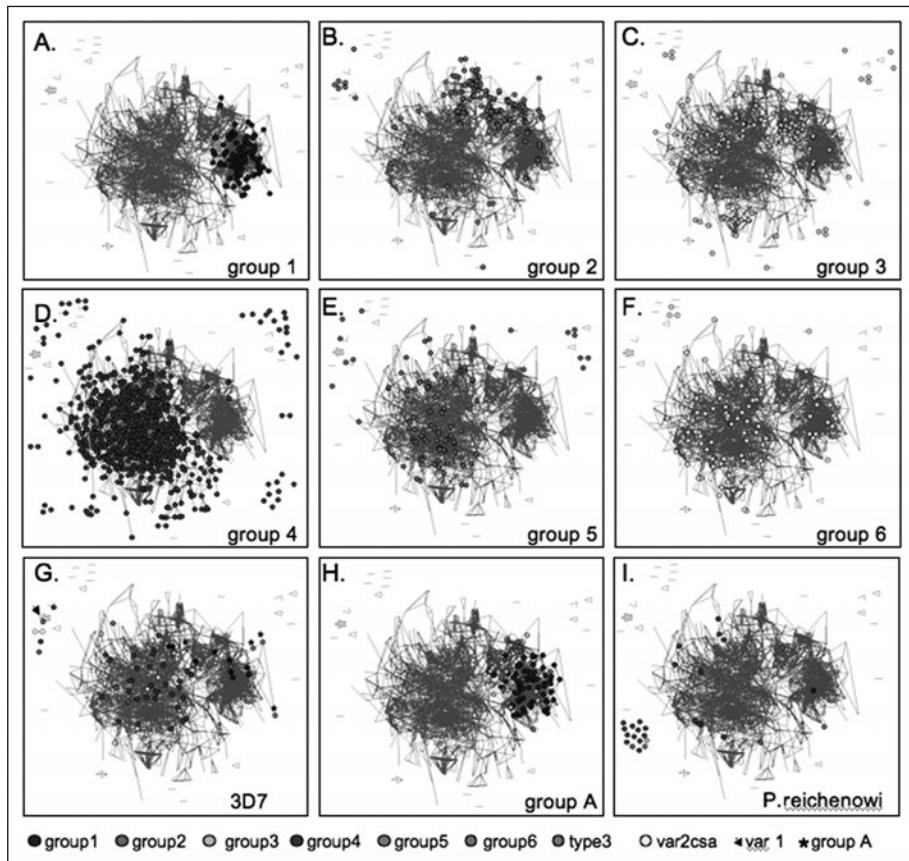 A.
group 1
B.
group 2
C.
group 3
D.
group 4
E.
group 5
F.
group 6
G.
3D7
H.
group A
I.
P.reichenowi
group1 group2 group3 group4 group5 group6 type3 var2csa var 1 group A